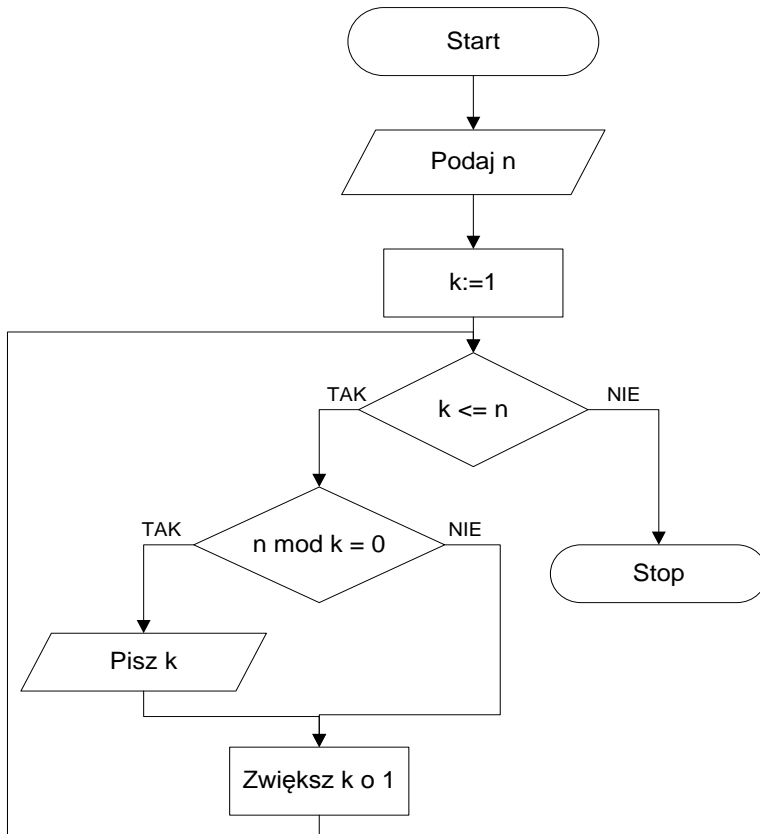 Start
Podaj n
k:=1
k <= n
TAK
NIE
n mod k = 0
TAK
NIE
Stop
Pisz k
Zwiększ k o 1